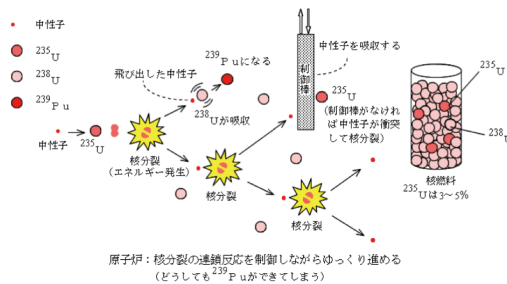 中性子
235U
238U
239Pu
中性子
235U
核分裂
(エネルギー発生)
飛び出した中性子
239Puになる
238Uが吸収
核分裂
核分裂
制御棒
中性子を吸収する
235U
(制御棒がなけれ
ば中性子が衝突
して核分裂)
235U
238U
核燃料
235Uは3～5%
原子炉：核分裂の連鎖反応を制御しながらゆっくり進める
(どうしても239Puができてしまう)